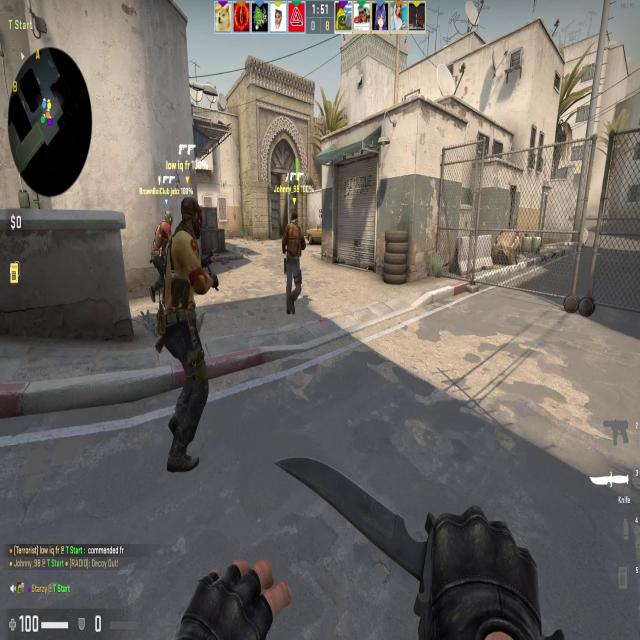 T Start
1:51
0 8
A
B
low iq fr
BrownBoiClub jabz 100%
Johnny_98 100%
$0
Knife
[Terrorist] low iq fr @ T Start : commended fr
Johnny_98 @ T Start [RADIO]: Decoy Out!
Starzy @ T Start
100
0